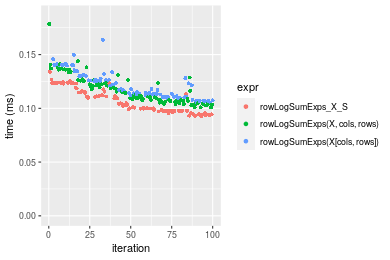 time (ms)
0.15
0.10
0.05
0.00
0
25
50
75
100
iteration
expr
rowLogSumExps_X_S
rowLogSumExps(X, cols, rows)
rowLogSumExps(X[cols, rows])